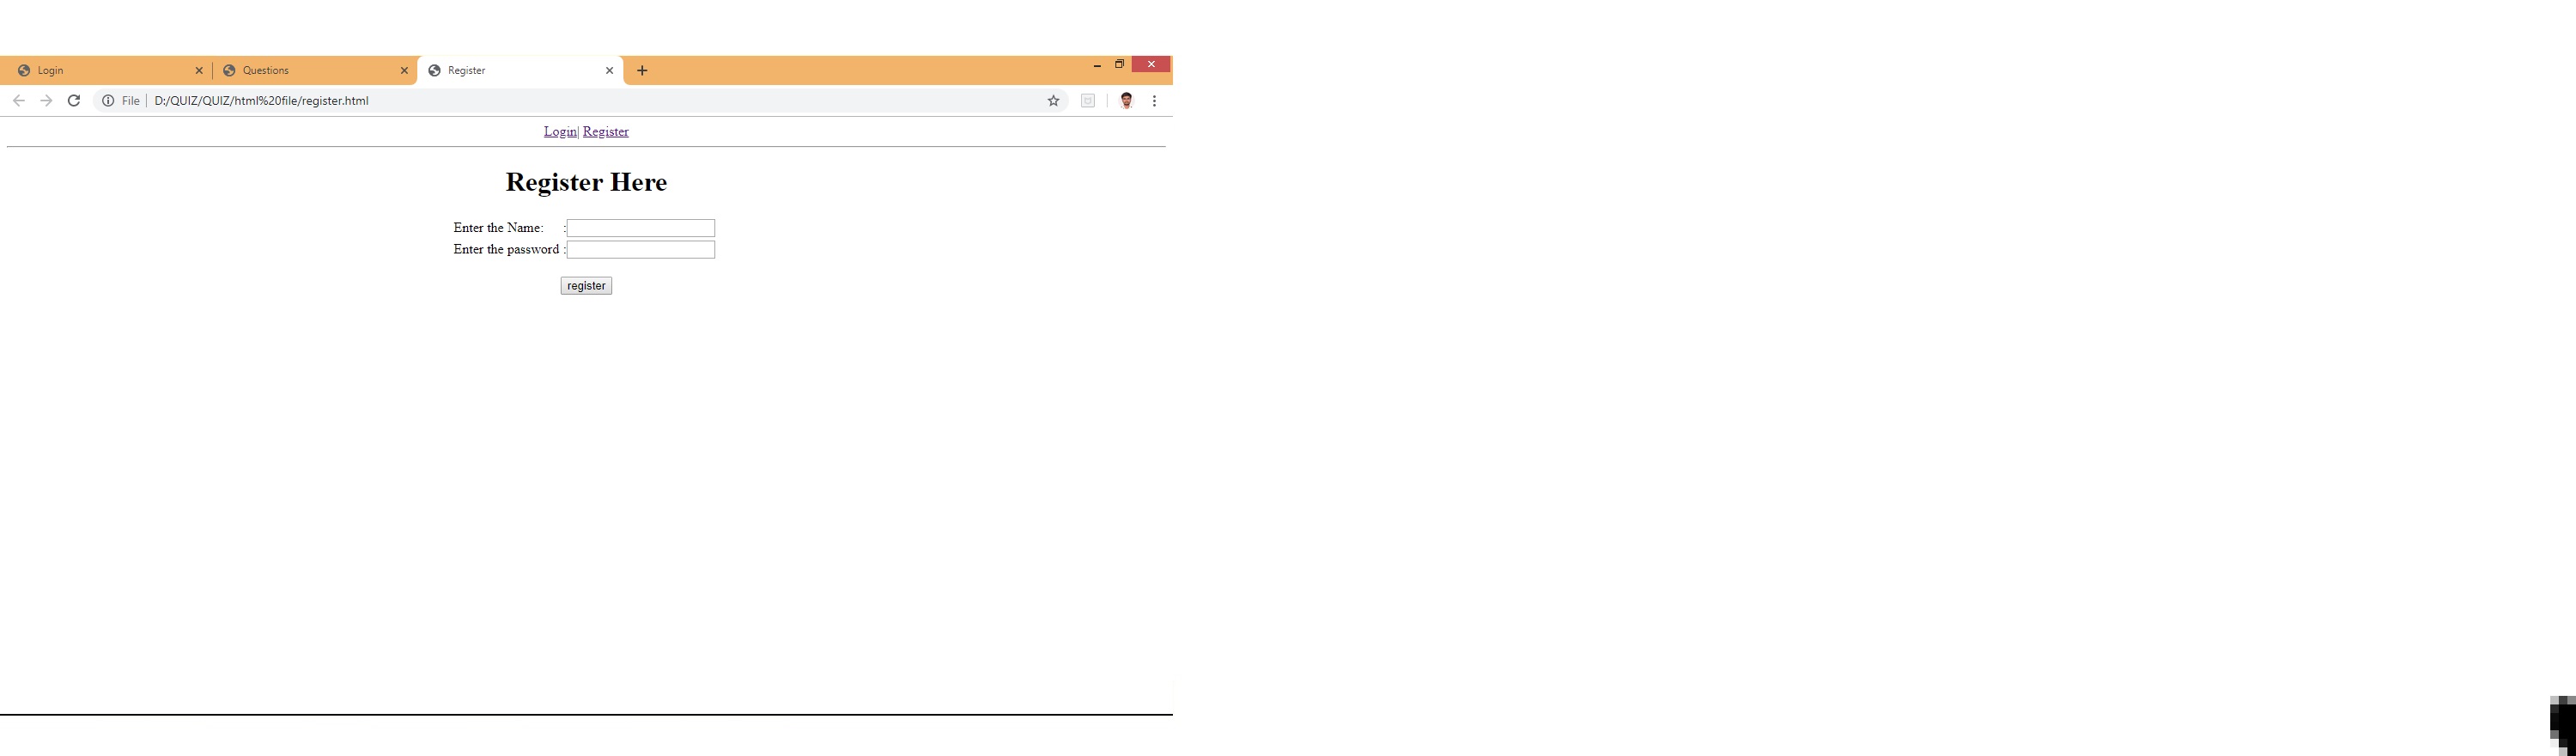 Login
Questions
Register
File
D:/QUIZ/QUIZ/html%20file/register.html
Login| Register
Register Here
Enter the Name: :
Enter the password :
register